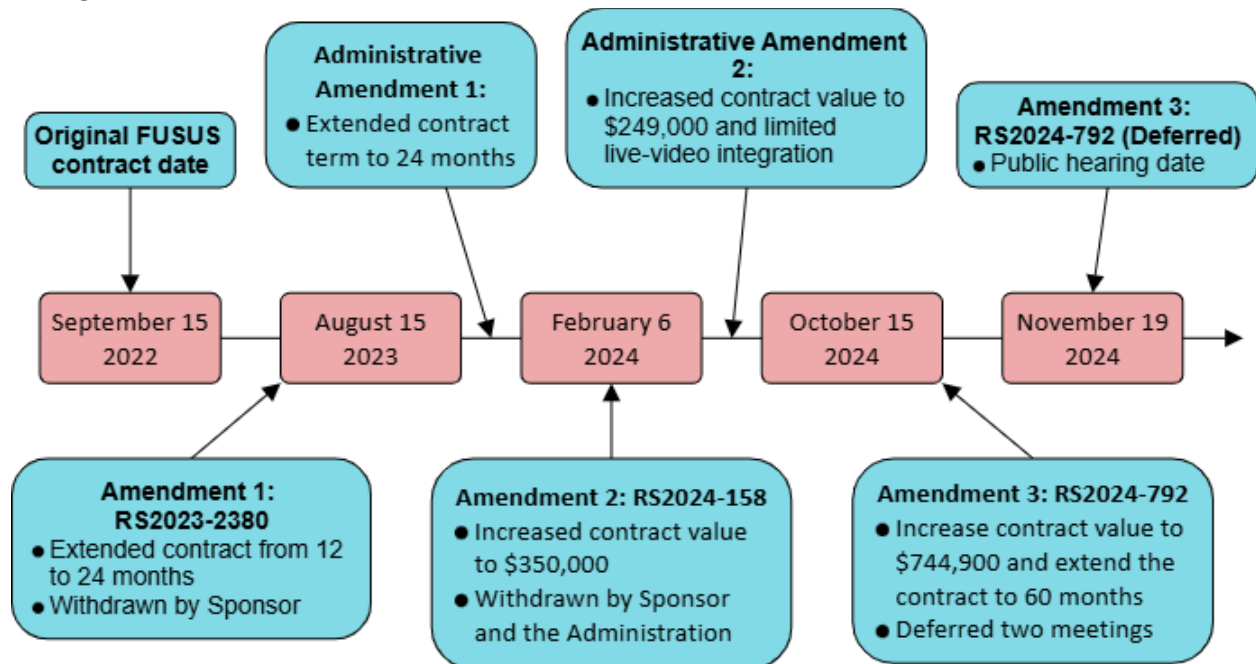 Original FUSUS
contract date
Administrative
Amendment 1:
● Extended contract
term to 24 months
Administrative Amendment
2:
● Increased contract value to
$249,000 and limited
live-video integration
Amendment 3:
RS2024-792 (Deferred)
● Public hearing date
September 15
2022
August 15
2023
February 6
2024
October 15
2024
November 19
2024
Amendment 1:
RS2023-2380
● Extended contract from 12
to 24 months
● Withdrawn by Sponsor
Amendment 2: RS2024-158
● Increased contract value
to $350,000
● Withdrawn by Sponsor
and the Administration
Amendment 3: RS2024-792
● Increase contract value to
$744,900 and extend the
contract to 60 months
● Deferred two meetings